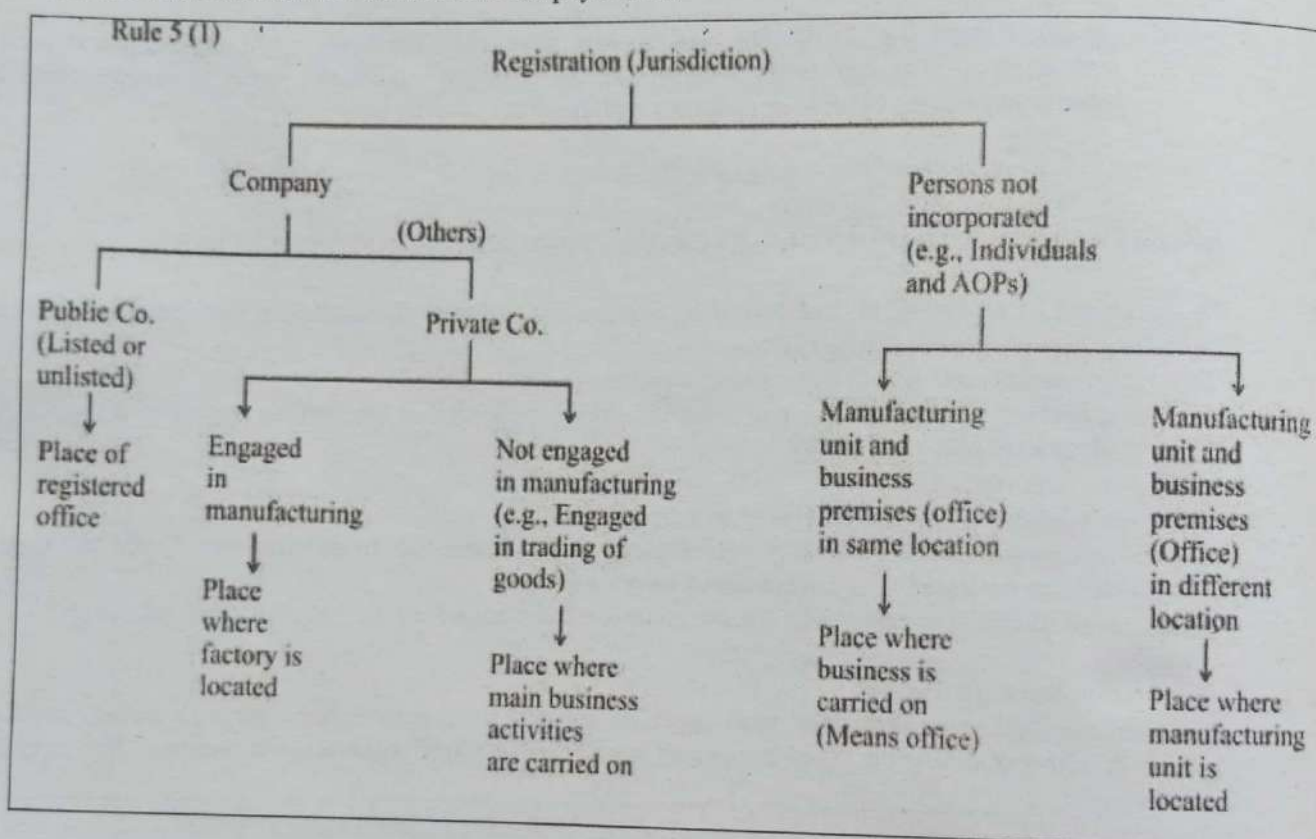 Rule 5 (1)
Registration (Jurisdiction)
Company
Persons not
incorporated
(e.g., Individuals
and AOPs)
(Others)
Public Co.
(Listed or
unlisted)
Private Co.
Place of
registered
office
Engaged
in
manufacturing
Place
where
factory is
located
Not engaged
in manufacturing
(e.g., Engaged
in trading of
goods)
Place where
main business
activities
are carried on
Manufacturing
unit and
business
premises (office)
in same location
Place where
business is
carried on
(Means office)
Manufacturing
unit and
business
premises
(Office)
in different
location
Place where
manufacturing
unit is
located